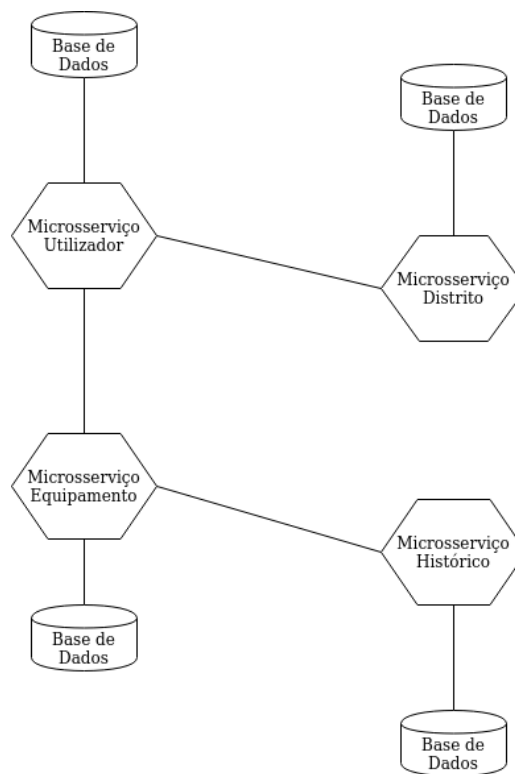 Base de
Dados
Base de
Dados
Microsserviço
Utilizador
Microsserviço
Distrito
Microsserviço
Equipamento
Microsserviço
Histórico
Base de
Dados
Base de
Dados